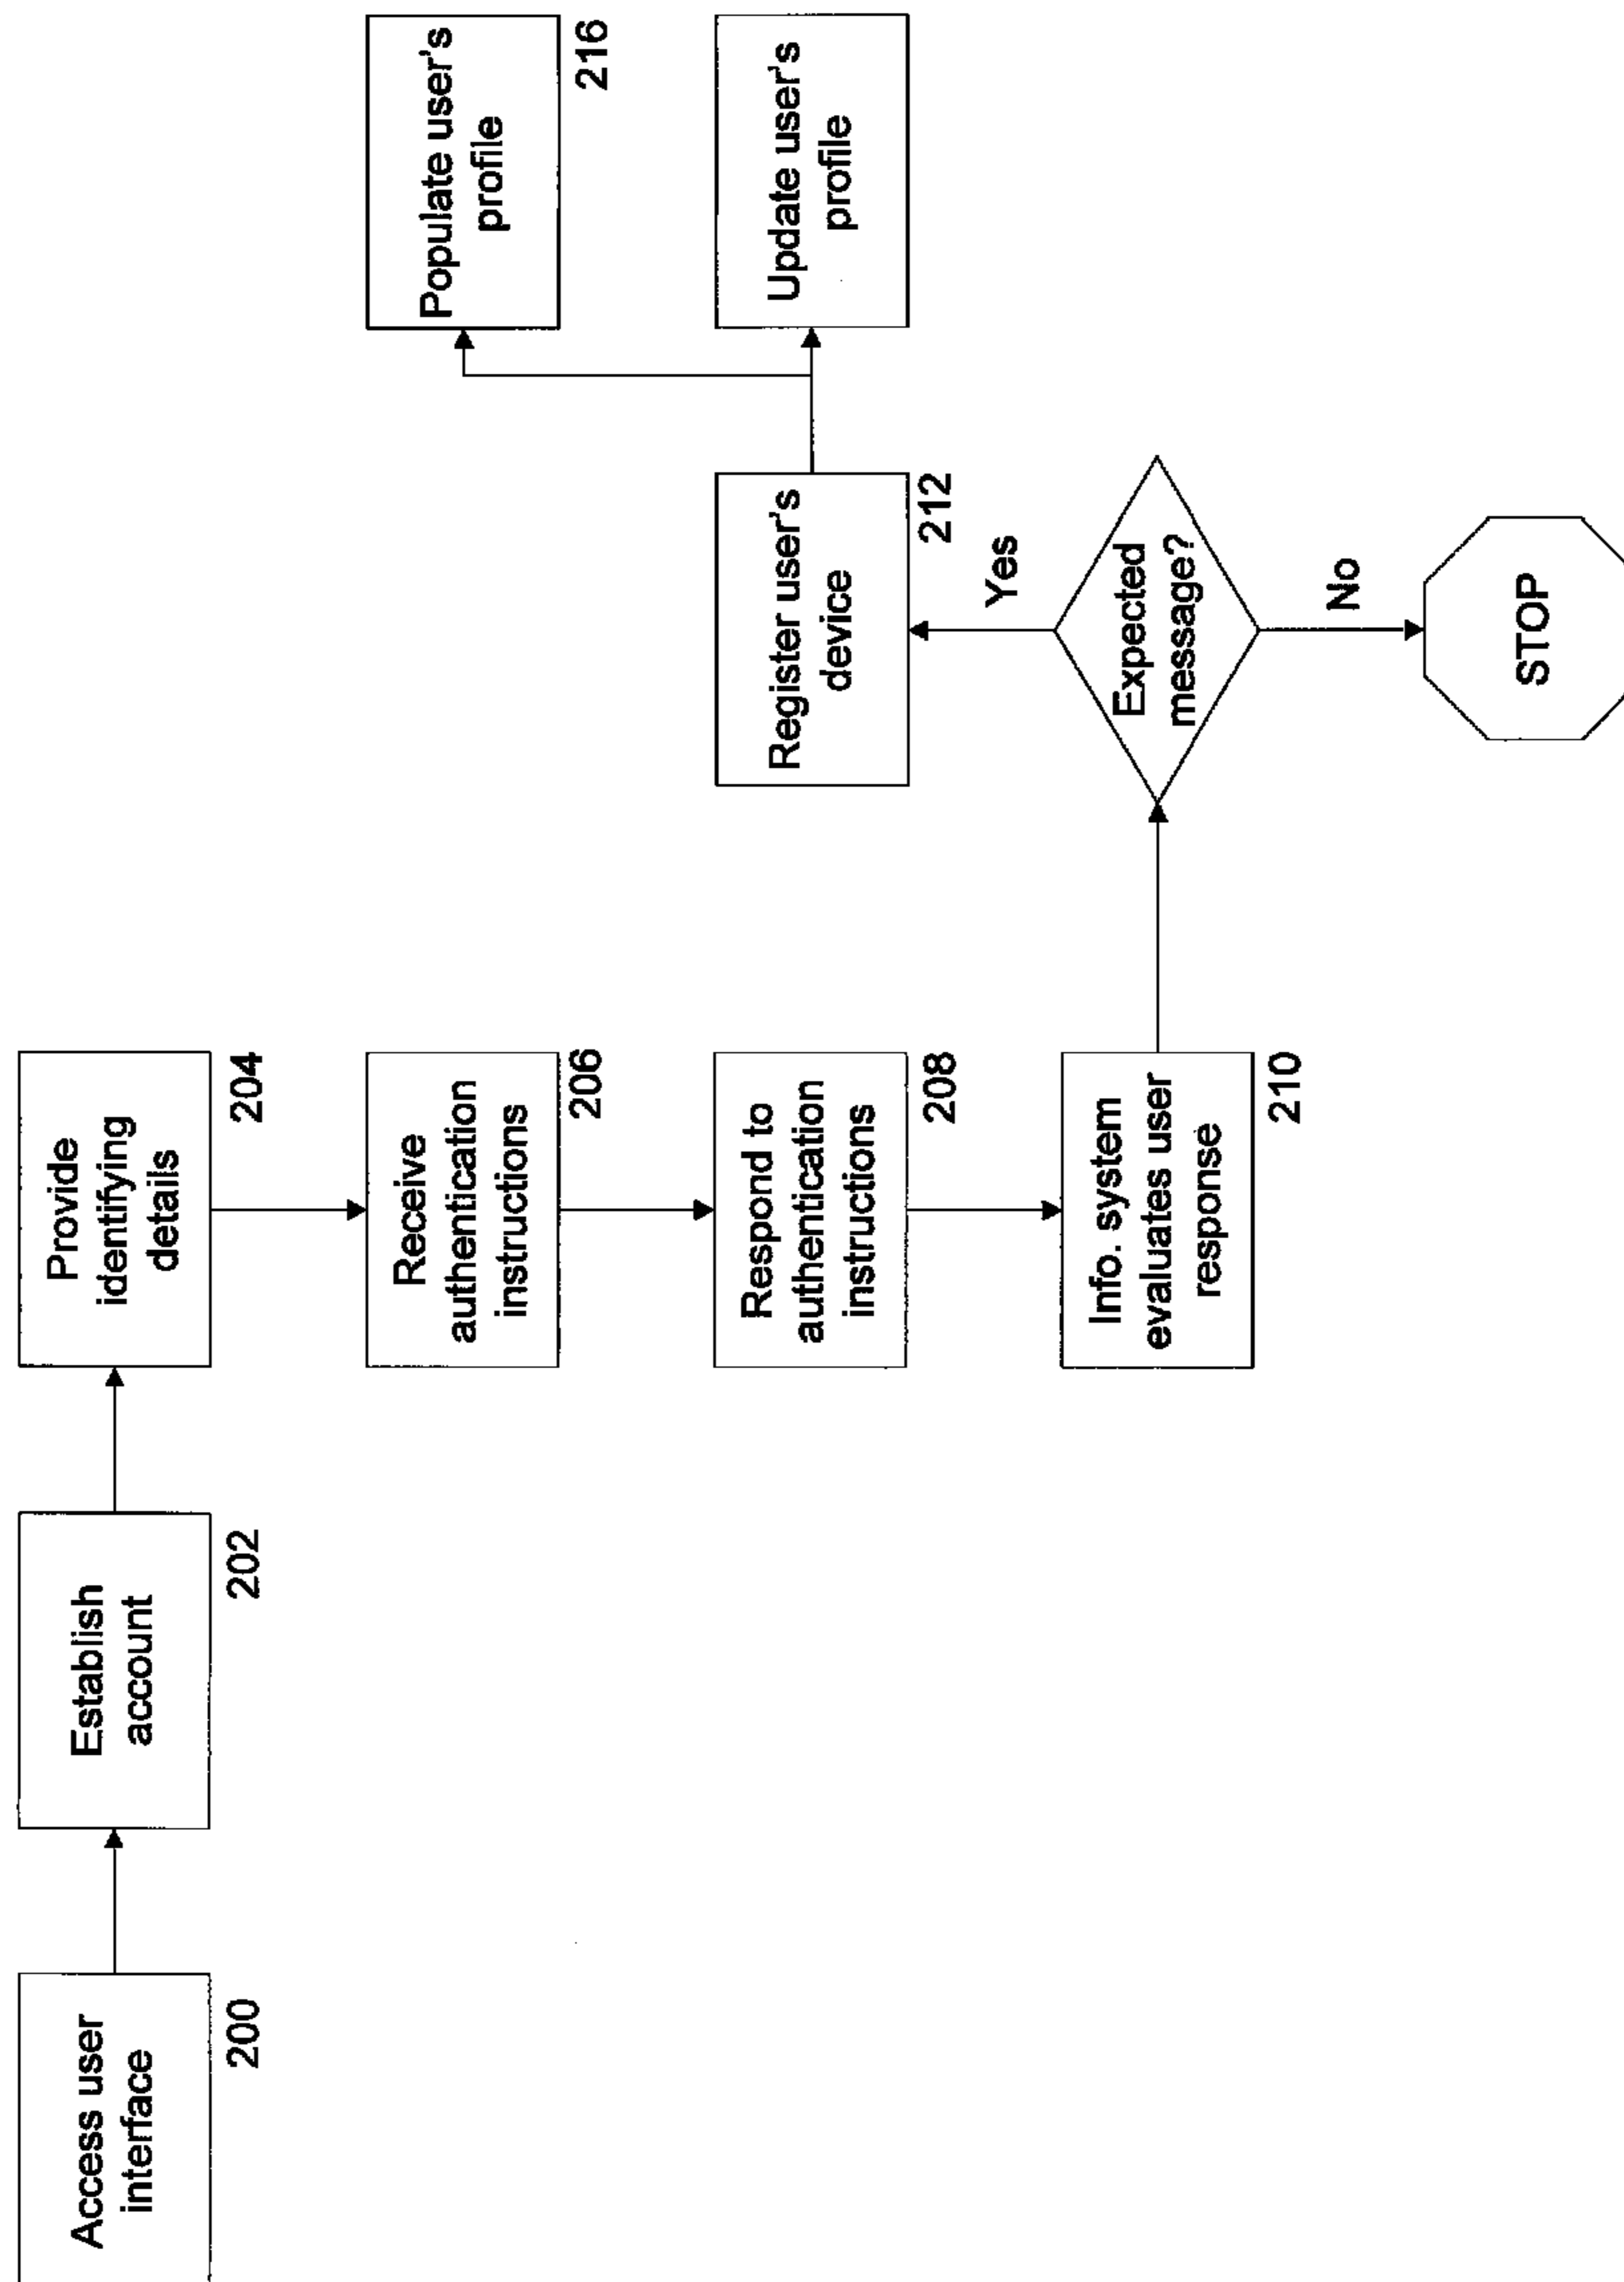 Access user
interface
200
Establish
account
202
Provide
identifying
details
204
Receive
authentication
instructions
206
Respond to
authentication
instructions
208
Info. system
evaluates user
response
210
Expected
message?
Yes
No
STOP
Register user's
device
212
Populate user's
profile
216
Update user's
profile